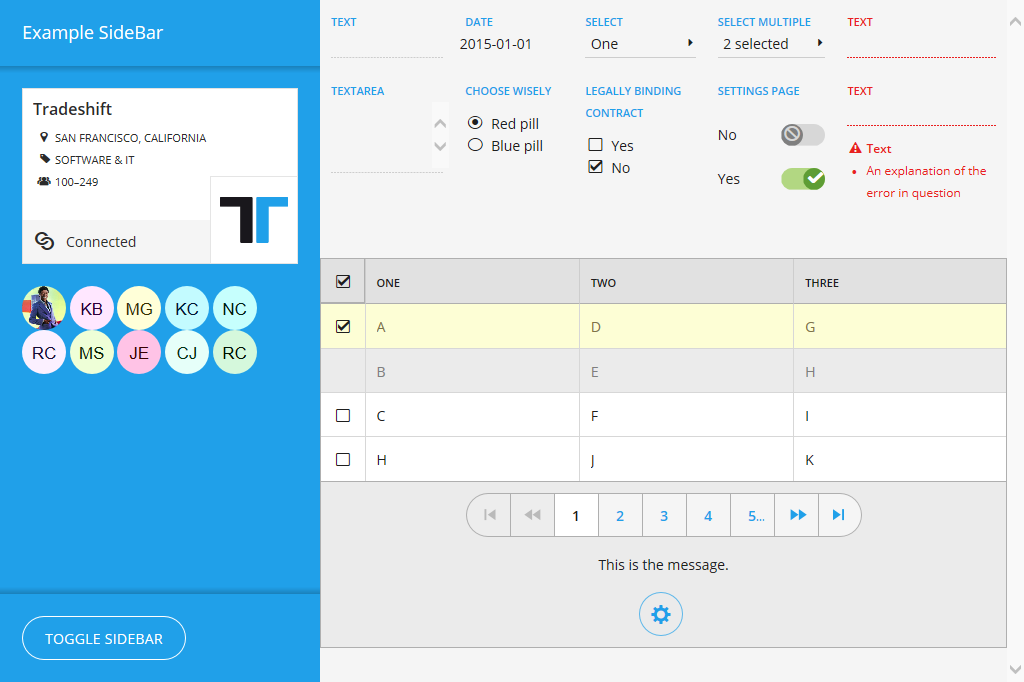 Example SideBar
Tradeshift
SAN FRANCISCO, CALIFORNIA
SOFTWARE & IT
100–249
Connected
KB MG KC NC
RC MS JE CJ RC
TOGGLE SIDEBAR
TEXT DATE SELECT SELECT MULTIPLE TEXT
2015-01-01 One 2 selected
TEXTAREA CHOOSE WISELY LEGALLY BINDING SETTINGS PAGE TEXT
CONTRACT
Red pill No
Blue pill Yes Text
No Yes An explanation of the
error in question
ONE TWO THREE
A D G
B E H
C F I
H J K
1 2 3 4 5...
This is the message.